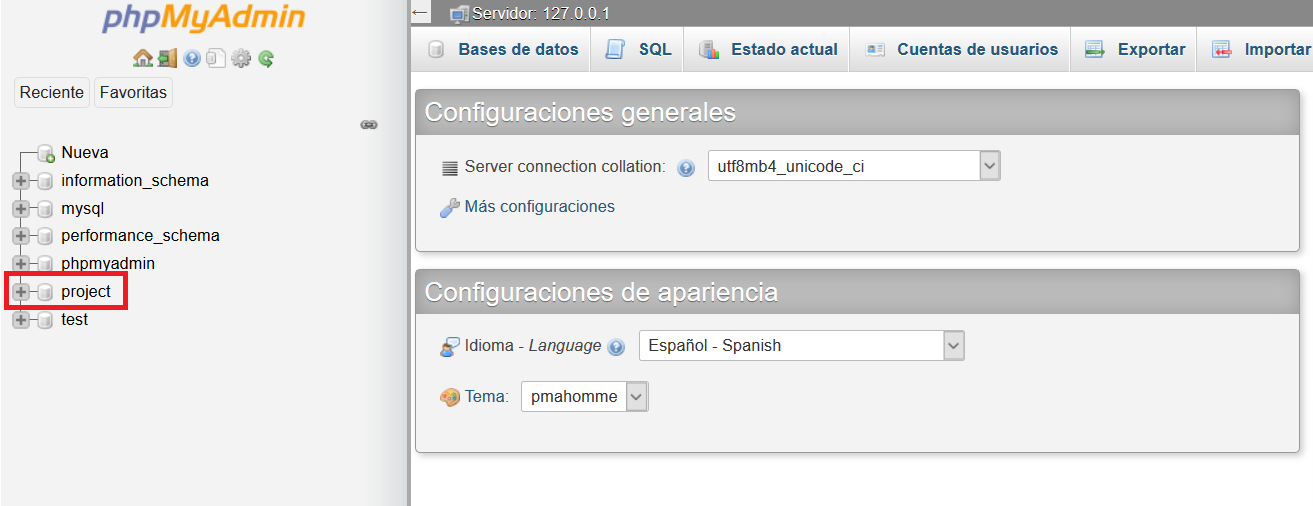 phpMyAdmin
Reciente Favoritas
Nueva
information_schema
mysql
performance_schema
phpmyadmin
project
test
Servidor: 127.0.0.1
Bases de datos SQL Estado actual Cuentas de usuarios Exportar Importar
Configuraciones generales
Server connection collation: utf8mb4_unicode_ci
Más configuraciones
Configuraciones de apariencia
Idioma - Language Español - Spanish
Tema: pmahomme